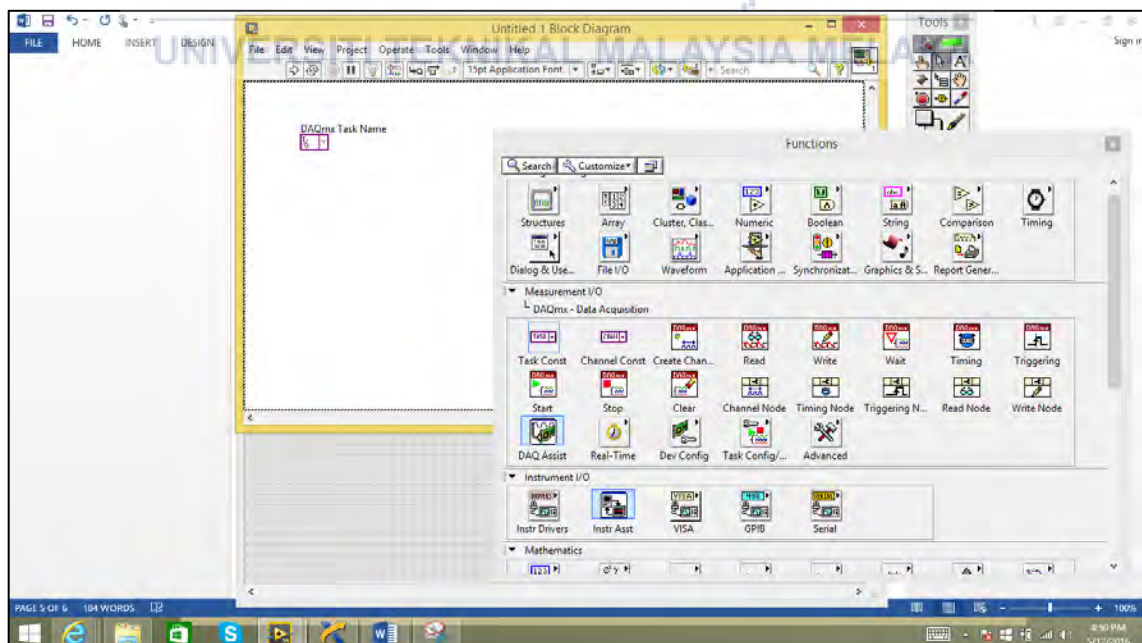 Untitled 1 Block Diagram
Tools
FILE HOME INSERT DESIGN
Sign in
UNIVERSITI TEKNIKAL MALAYSIA MELA
File Edit View Project Operate Tools Window Help
15pt Application Font
Search
DAQmx Task Name
Functions
Search Customize
Structures Array Cluster, Clas... Numeric Boolean String Comparison Timing
Dialog & Use... File I/O Waveform Application ... Synchronizat... Graphics & S... Report Gener...
Measurement I/O
DAQmx - Data Acquisition
Task Const Channel Const Create Chan... Read Write Wait Timing Triggering
Start Stop Clear Channel Node Timing Node Triggering N... Read Node Write Node
DAQ Assist Real-Time Dev Config Task Config/... Advanced
Instrument I/O
Instr Drivers Instr Asst VISA GPIB Serial
Mathematics
PAGE 5 OF 6 104 WORDS
100%
4:50 PM